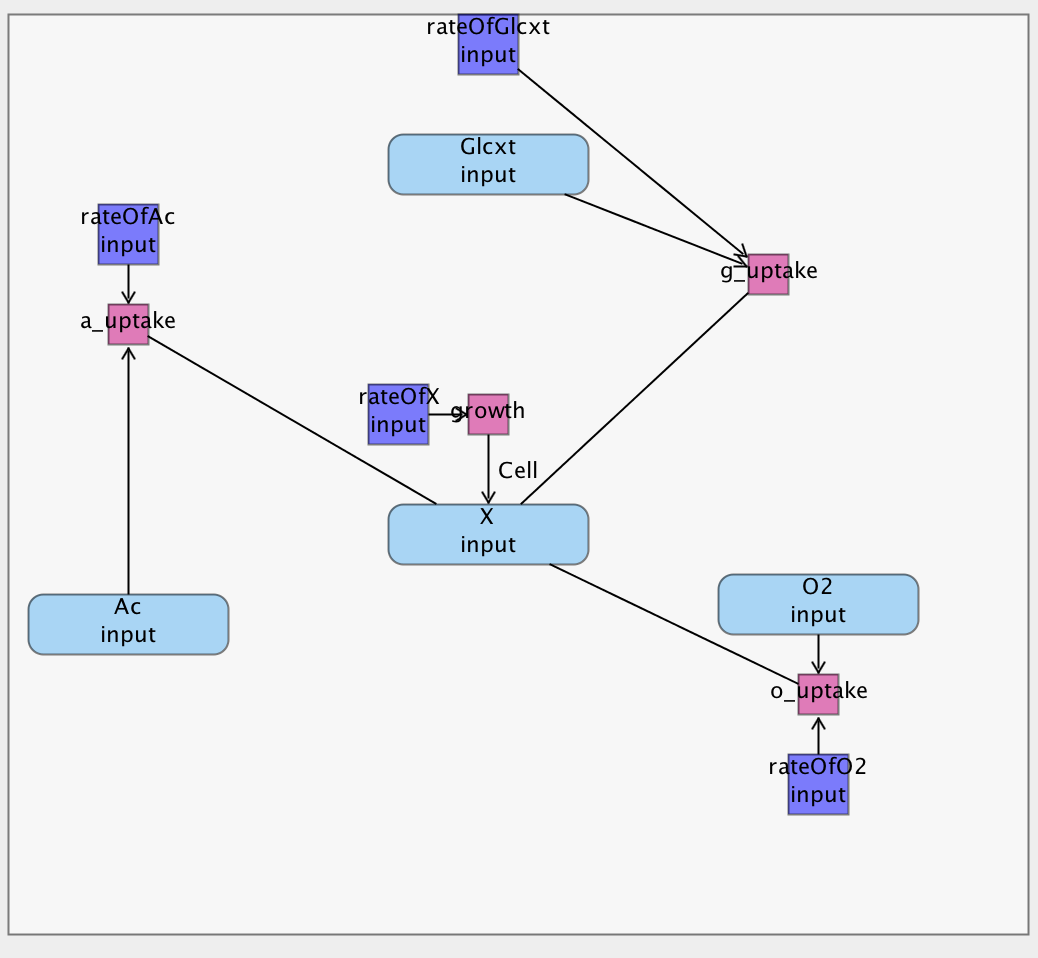 rateOfGlcxt
input
Glcxt
input
rateOfAc
input
g_uptake
a_uptake
rateOfX
input
growth
Cell
X
input
O2
input
Ac
input
o_uptake
rateOfO2
input